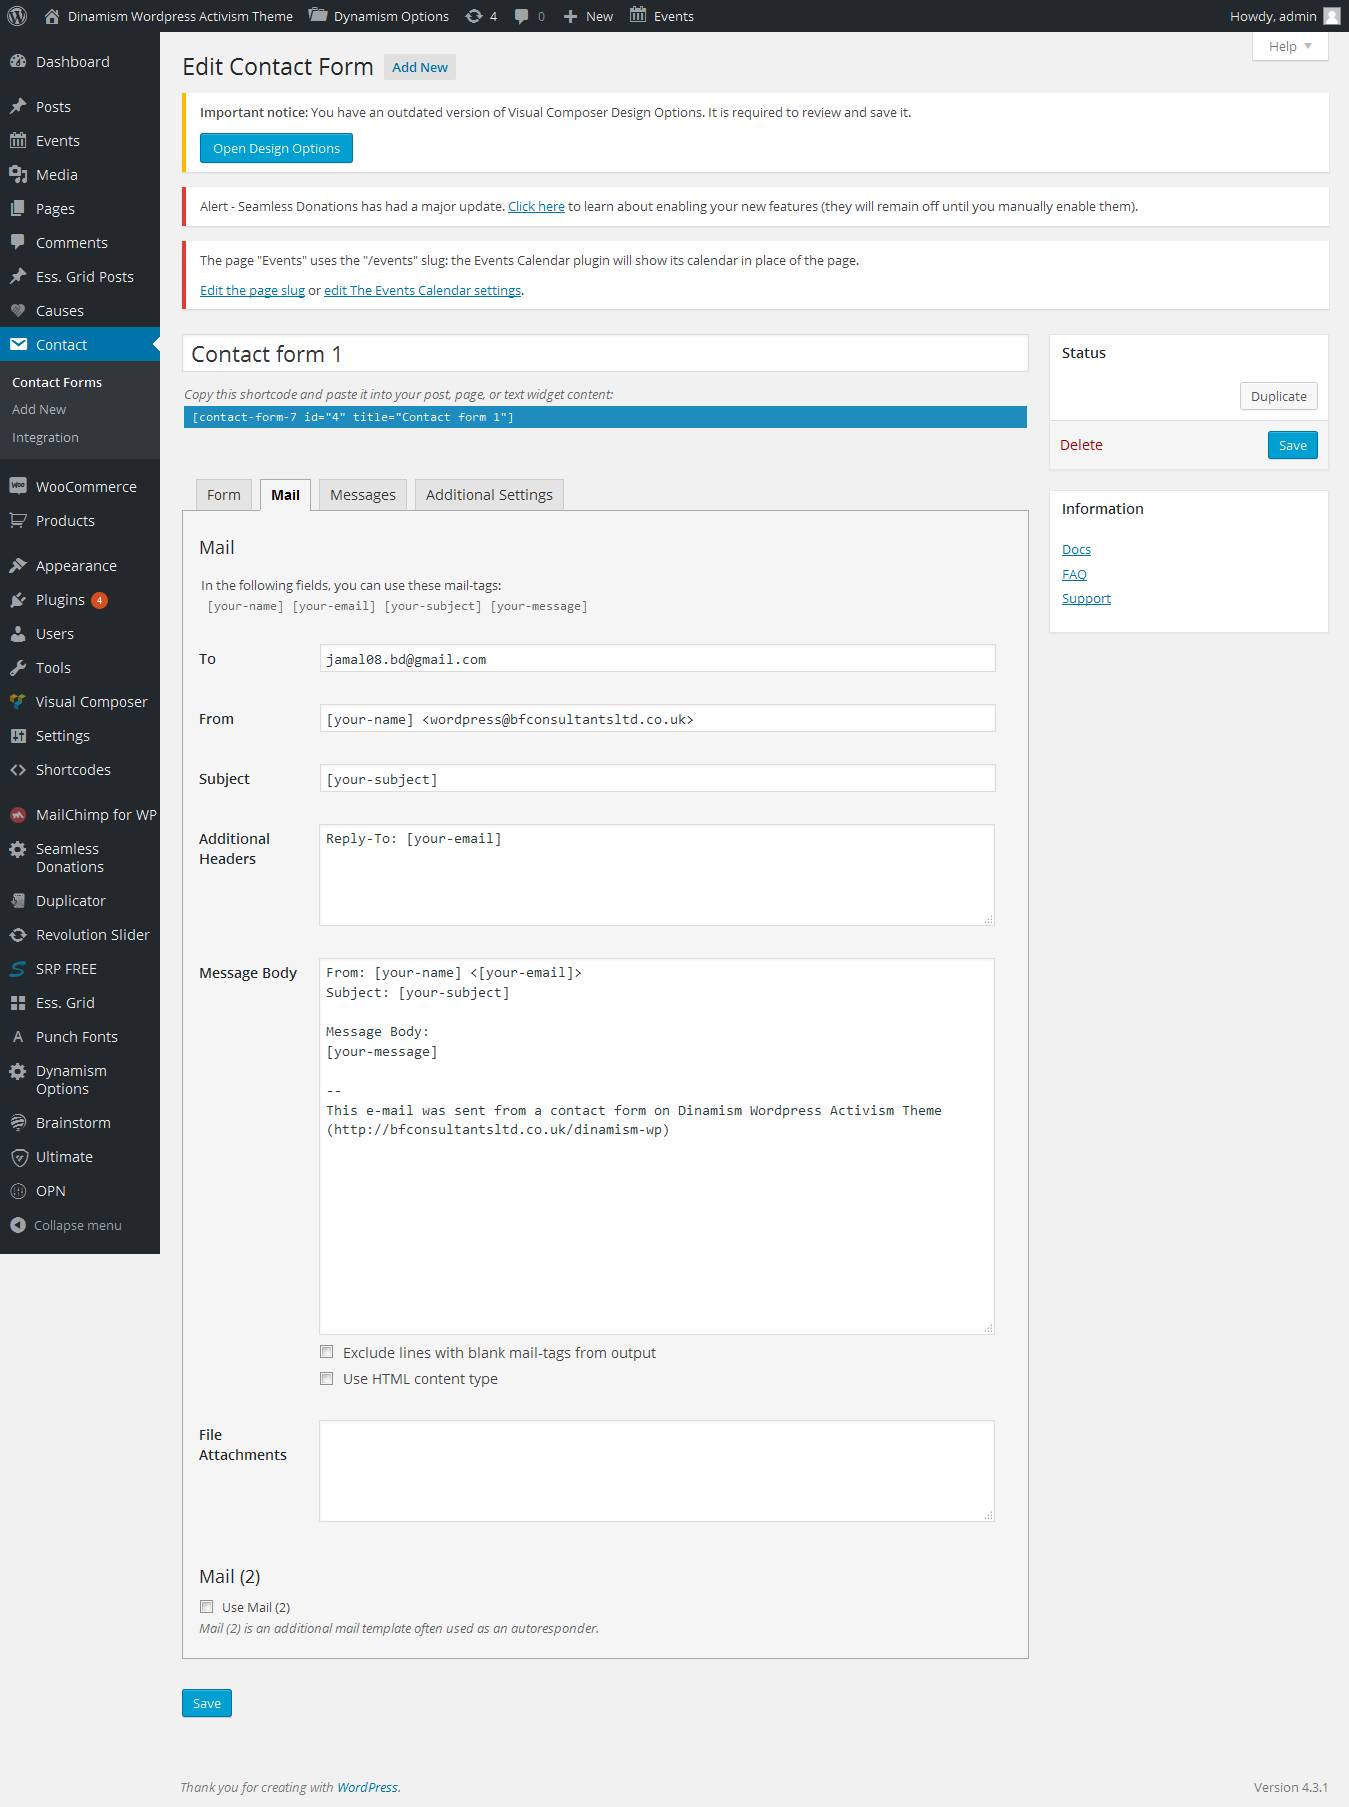 Dinamism Wordpress Activism Theme Dynamism Options 4 0 New Events Howdy, admin
Help
Dashboard
Posts
Events
Media
Pages
Comments
Ess. Grid Posts
Causes
Contact
Contact Forms
Add New
Integration
WooCommerce
Products
Appearance
Plugins 4
Users
Tools
Visual Composer
Settings
Shortcodes
MailChimp for WP
Seamless
Donations
Duplicator
Revolution Slider
SRP FREE
Ess. Grid
Punch Fonts
Dynamism
Options
Brainstorm
Ultimate
OPN
Collapse menu
Edit Contact Form Add New
Important notice: You have an outdated version of Visual Composer Design Options. It is required to review and save it.
Open Design Options
Alert - Seamless Donations has had a major update. Click here to learn about enabling your new features (they will remain off until you manually enable them).
The page "Events" uses the "/events" slug: the Events Calendar plugin will show its calendar in place of the page.
Edit the page slug or edit The Events Calendar settings.
Contact form 1
Copy this shortcode and paste it into your post, page, or text widget content:
[contact-form-7 id="4" title="Contact form 1"]
Form Mail Messages Additional Settings
Mail
In the following fields, you can use these mail-tags:
[your-name] [your-email] [your-subject] [your-message]
To jamal08.bd@gmail.com
From [your-name] <wordpress@bfconsultantsltd.co.uk>
Subject [your-subject]
Additional
Headers
Reply-To: [your-email]
Message Body
From: [your-name] <[your-email]>
Subject: [your-subject]
Message Body:
[your-message]
--
This e-mail was sent from a contact form on Dinamism Wordpress Activism Theme
(http://bfconsultantsltd.co.uk/dinamism-wp)
Exclude lines with blank mail-tags from output
Use HTML content type
File
Attachments
Mail (2)
Use Mail (2)
Mail (2) is an additional mail template often used as an autoresponder.
Save
Status
Duplicate
Delete Save
Information
Docs
FAQ
Support
Thank you for creating with WordPress. Version 4.3.1